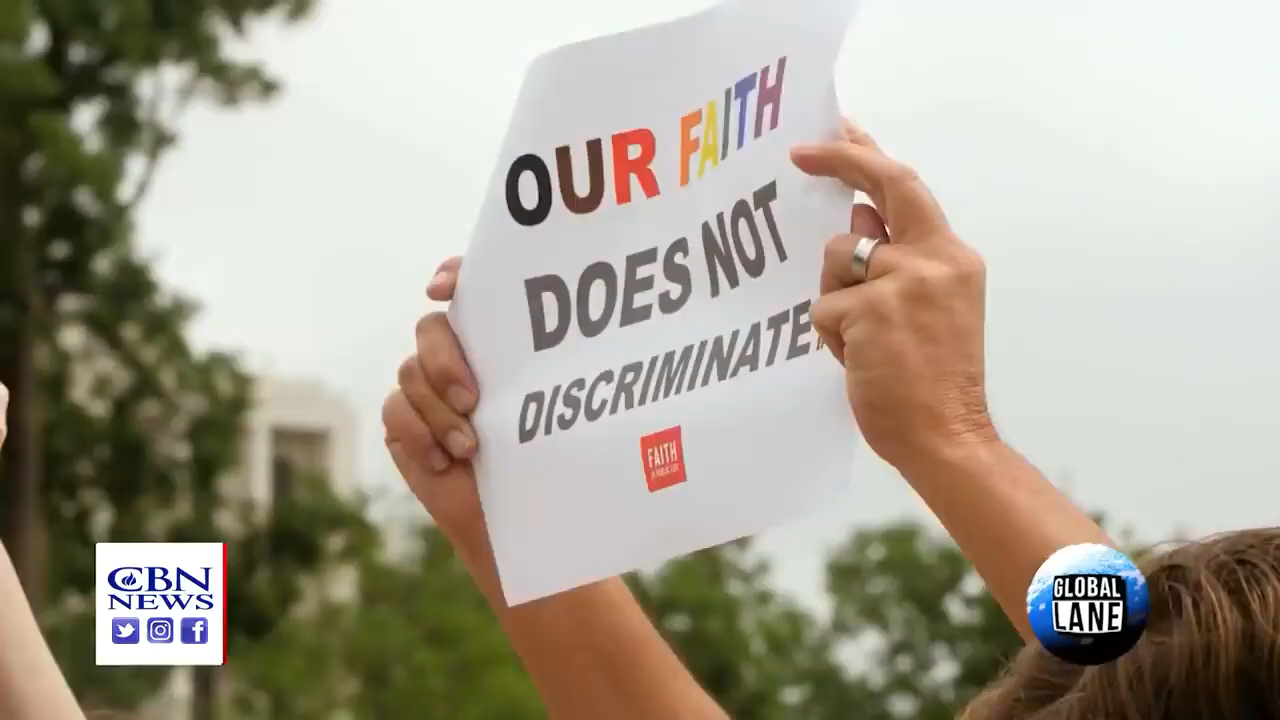 OUR FAITH
DOES NOT
DISCRIMINATE
FAITH
CBN
NEWS
GLOBAL
LANE